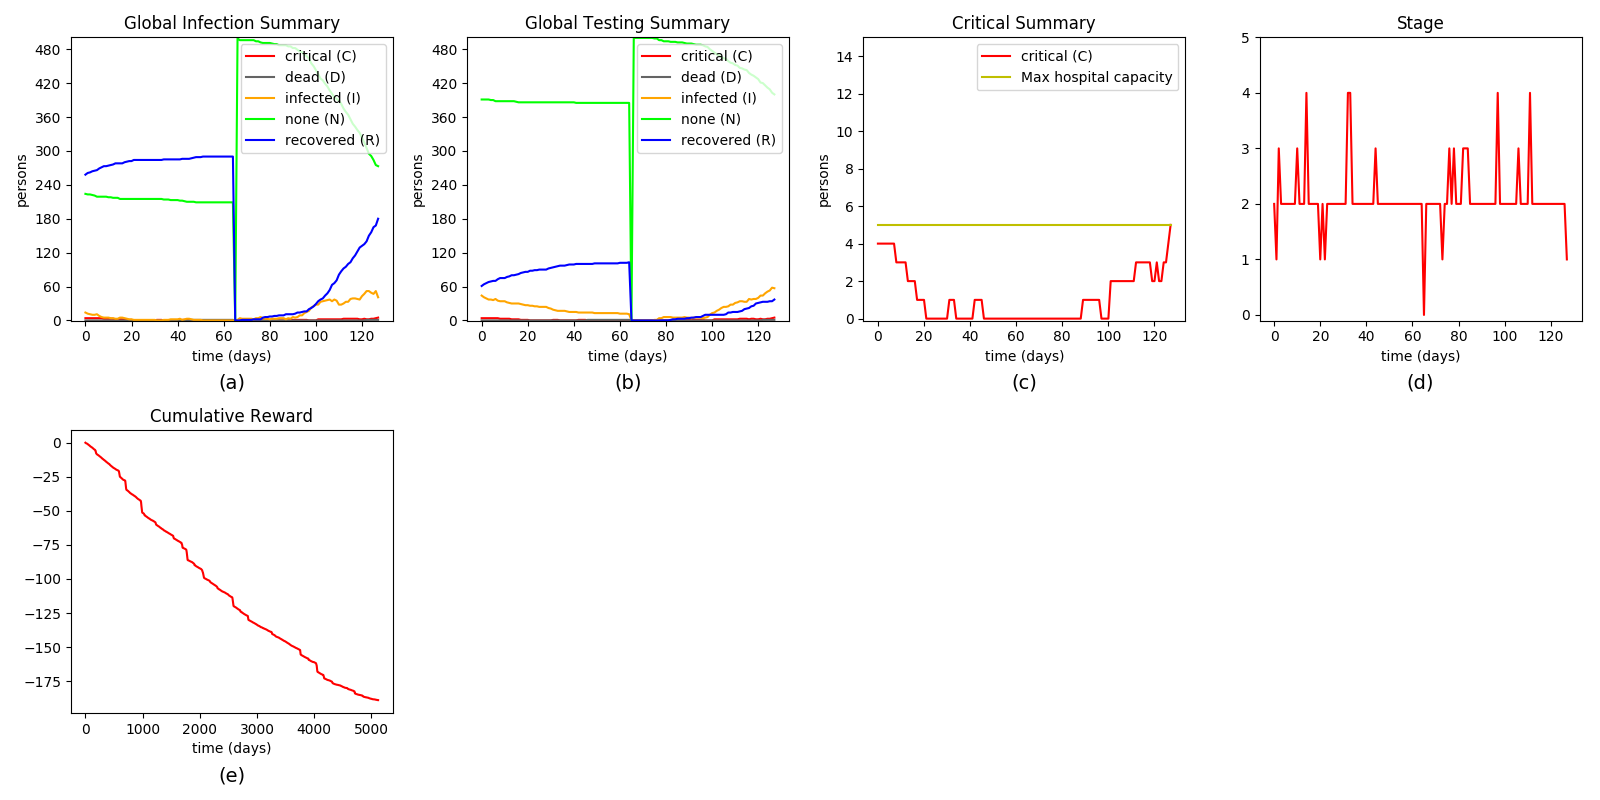 Global Infection Summary
persons
480
420
360
300
240
180
120
60
0
critical (C)
dead (D)
infected (I)
none (N)
recovered (R)
0 20 40 60 80 100 120
time (days)
(a)
Global Testing Summary
persons
480
420
360
300
240
180
120
60
0
critical (C)
dead (D)
infected (I)
none (N)
recovered (R)
0 20 40 60 80 100 120
time (days)
(b)
Critical Summary
persons
14
12
10
8
6
4
2
0
critical (C)
Max hospital capacity
0 20 40 60 80 100 120
time (days)
(c)
Stage
5
4
3
2
1
0
0 20 40 60 80 100 120
time (days)
(d)
Cumulative Reward
0
−25
−50
−75
−100
−125
−150
−175
0 1000 2000 3000 4000 5000
time (days)
(e)